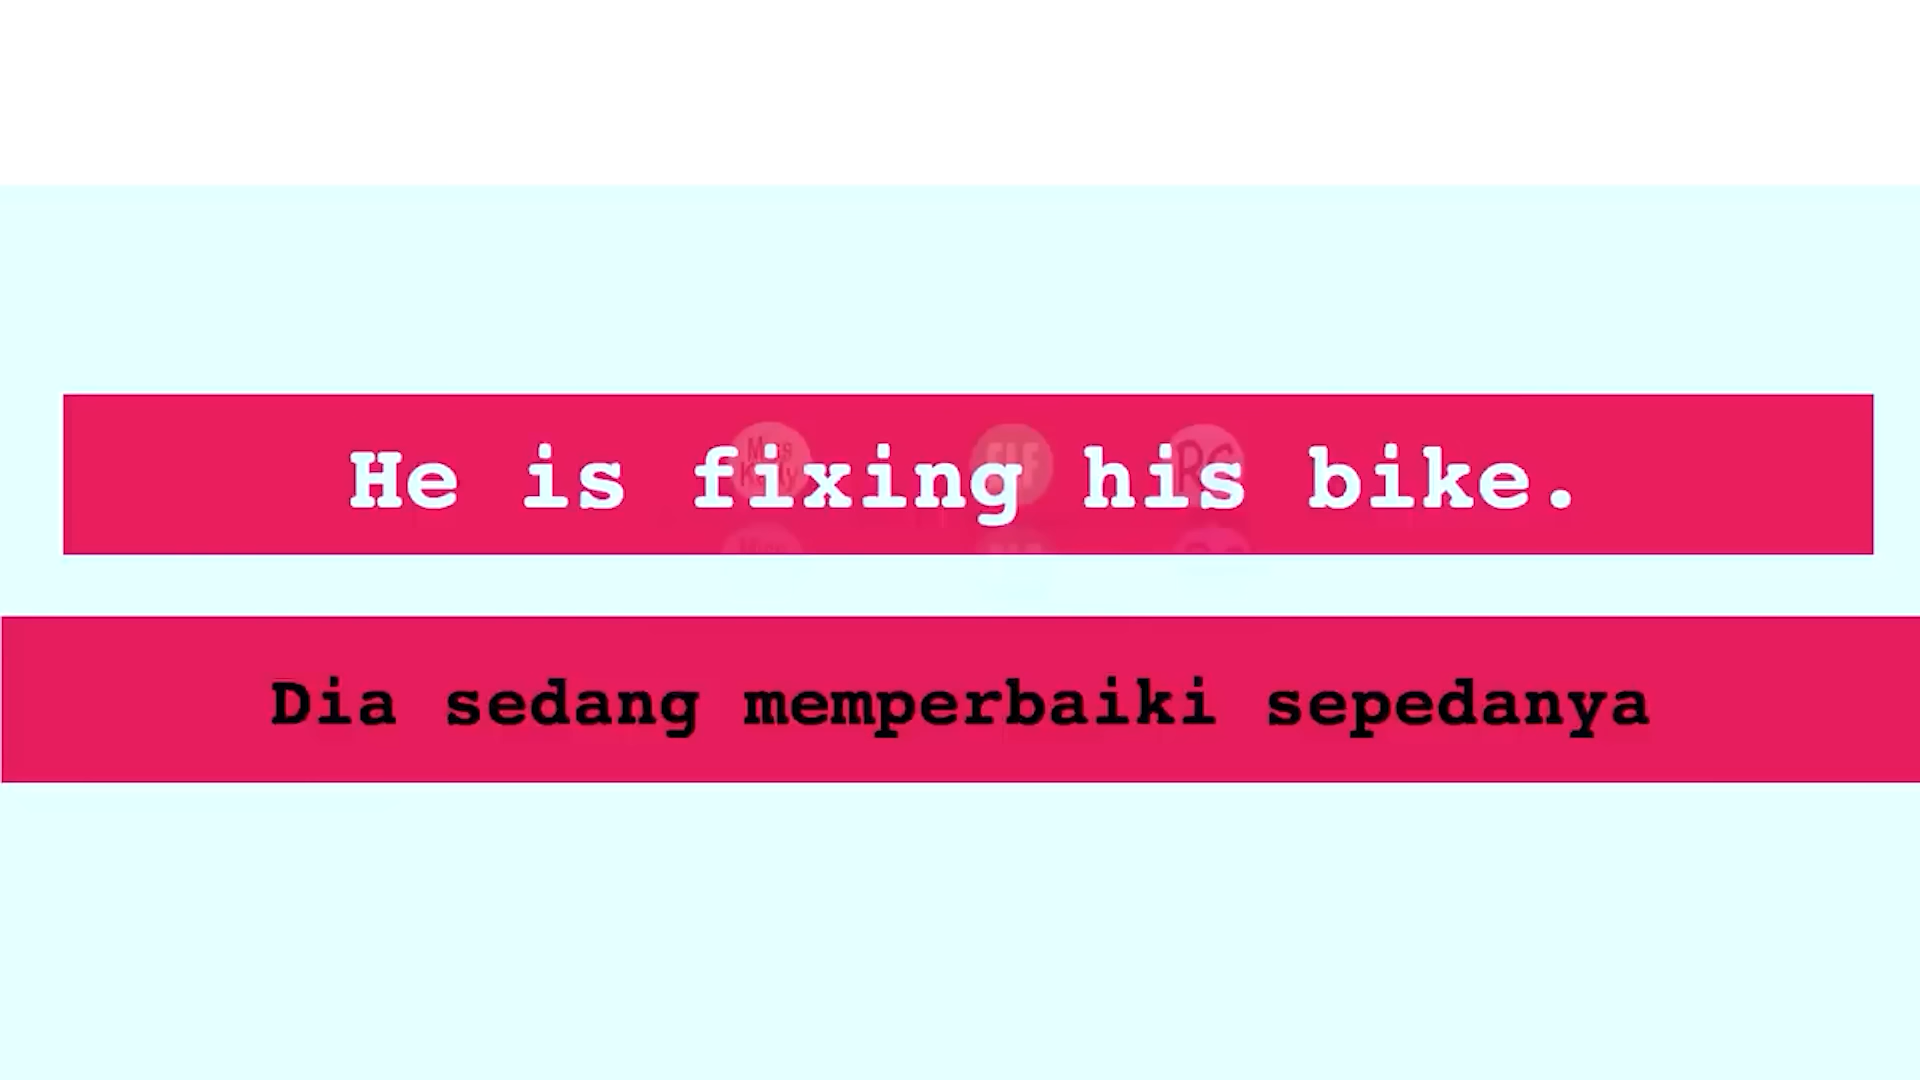 He is fixing his bike.
Dia sedang memperbaiki sepedanya